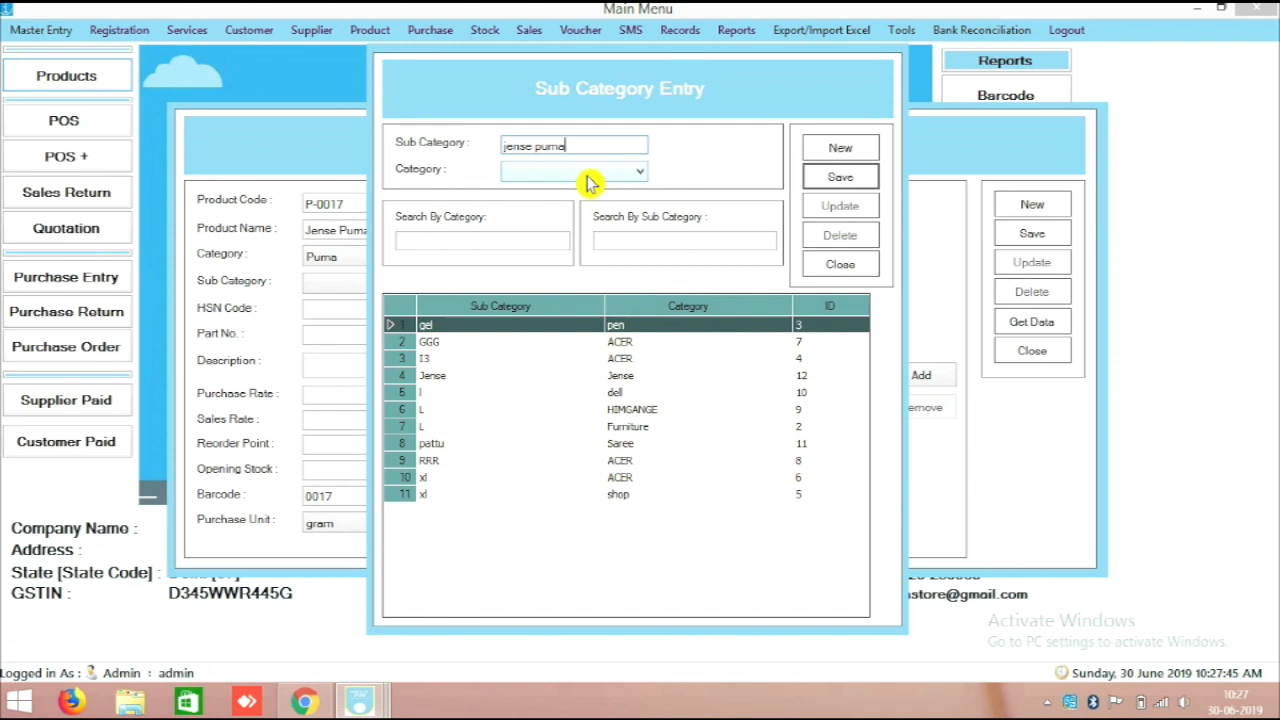 Main Menu
Master Entry Registration Services Customer Supplier Product Purchase Stock Sales Voucher SMS Records Reports Export/Import Excel Tools Bank Reconciliation Logout
Products
POS
POS +
Sales Return
Quotation
Purchase Entry
Purchase Return
Purchase Order
Supplier Paid
Customer Paid
Reports
Barcode
Product Code : P-0017
Product Name : Jense Puma
Category : Puma
Sub Category :
HSN Code :
Part No. :
Description :
Purchase Rate :
Sales Rate :
Reorder Point :
Opening Stock :
Barcode : 0017
Purchase Unit : gram
Sub Category Entry
Sub Category : jense puma
Category :
Search By Category:
Search By Sub Category :
New
Save
Update
Delete
Close
Sub Category Category ID
1 gel pen 3
2 GGG ACER 7
3 I3 ACER 4
4 Jense Jense 12
5 l dell 10
6 L HIMGANGE 9
7 L Furniture 2
8 pattu Saree 11
9 RRR ACER 8
10 xl ACER 6
11 xl shop 5
New
Save
Update
Delete
Get Data
Close
Add
emove
Company Name :
Address :
State [State Code] :
GSTIN : D345WWR445G
store@gmail.com
Activate Windows
Go to PC settings to activate Windows.
Logged in As : Admin : admin
Sunday, 30 June 2019 10:27:45 AM
10:27
30-06-2019